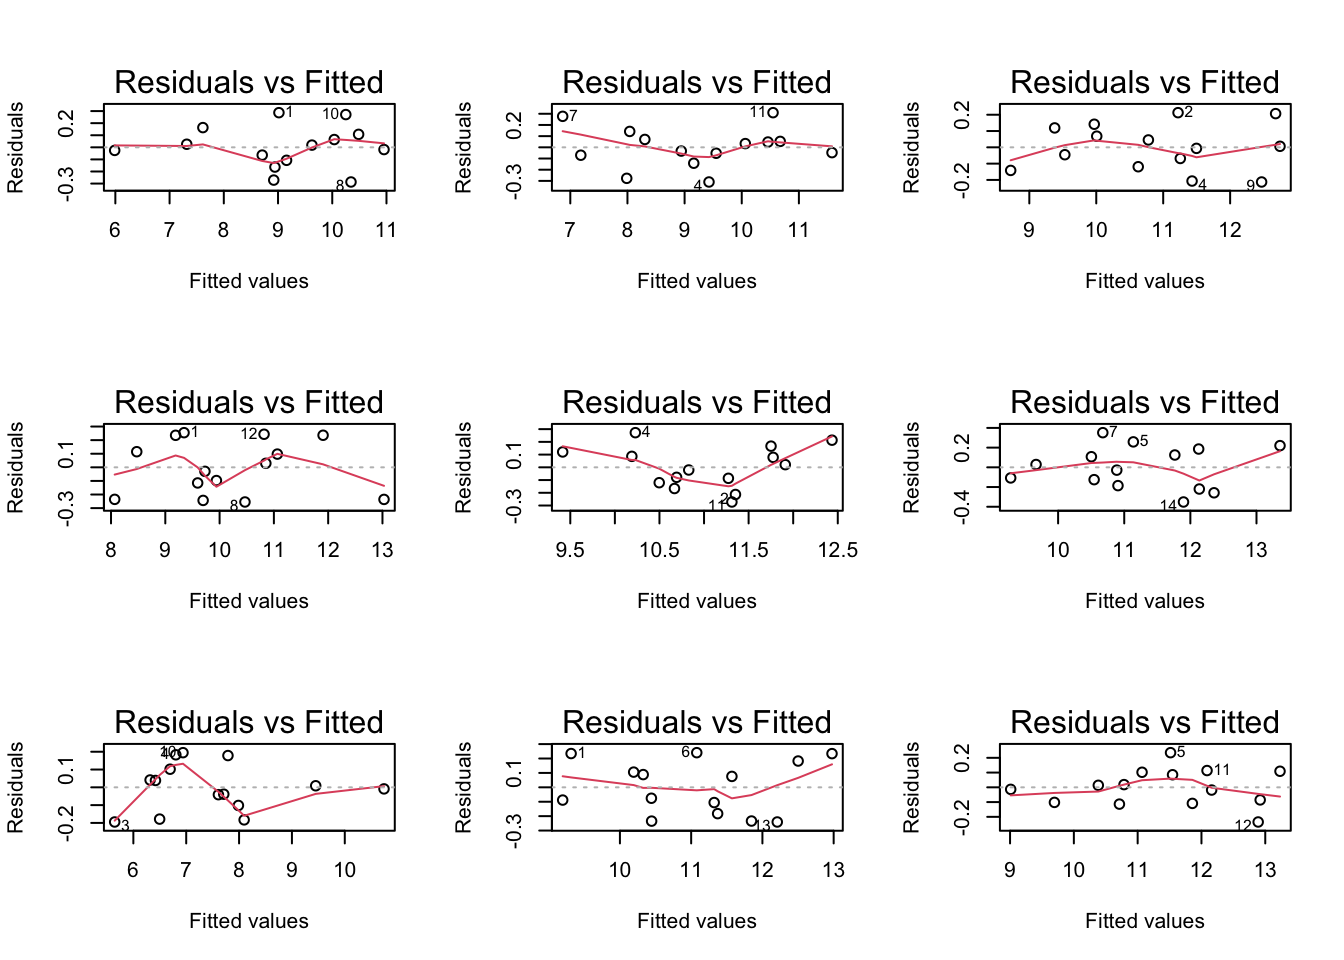 Residuals vs Fitted
Residuals
0.2
-0.3
1
10
8
6 7 8 9 10 11
Fitted values
Residuals vs Fitted
Residuals
0.2
-0.3
7
11
4
7 8 9 10 11
Fitted values
Residuals vs Fitted
Residuals
0.2
-0.2
2
4
9
9 10 11 12
Fitted values
Residuals vs Fitted
Residuals
0.1
-0.3
1
12
8
8 9 10 11 12 13
Fitted values
Residuals vs Fitted
Residuals
0.1
-0.3
4
2
11
9.5 10.5 11.5 12.5
Fitted values
Residuals vs Fitted
Residuals
0.2
-0.4
7
5
14
10 11 12 13
Fitted values
Residuals vs Fitted
Residuals
0.1
-0.2
10
4
3
6 7 8 9 10
Fitted values
Residuals vs Fitted
Residuals
0.1
-0.3
1
6
13
10 11 12 13
Fitted values
Residuals vs Fitted
Residuals
0.2
-0.2
5
11
12
9 10 11 12 13
Fitted values